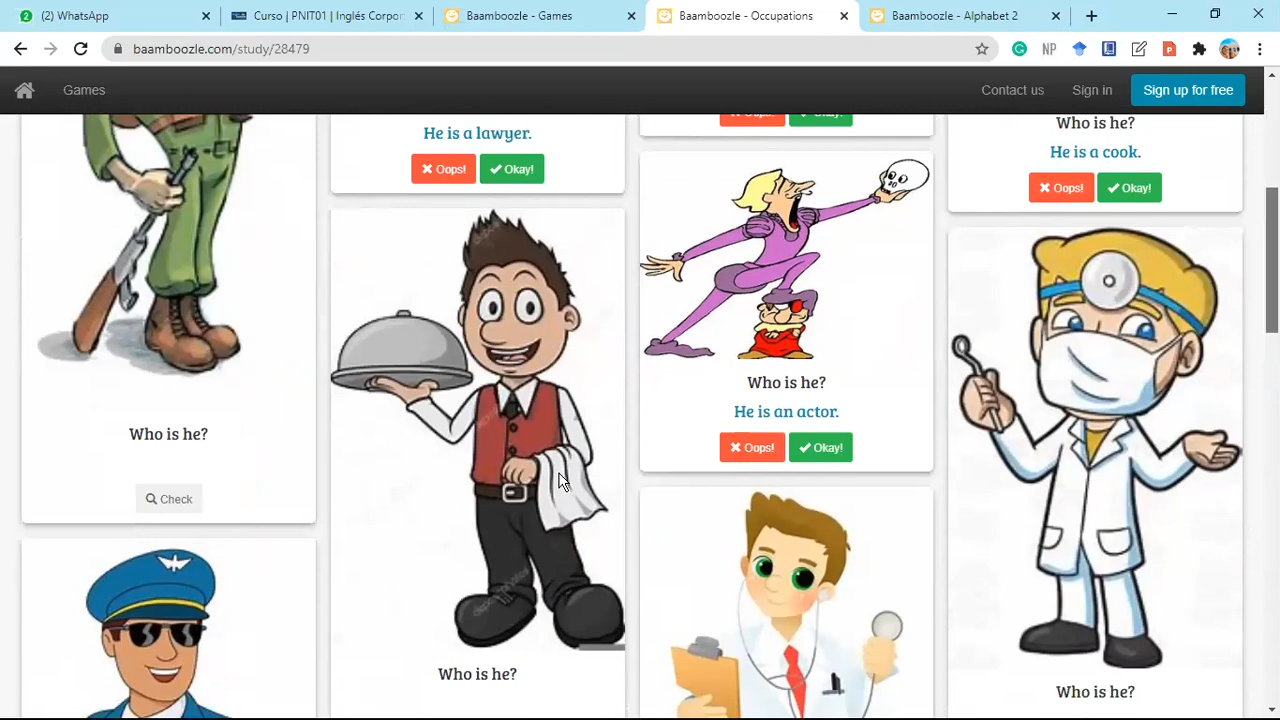 (2) WhatsApp
Curso | PNIT01 | Inglés Corpor
Baamboozle - Games
Baamboozle - Occupations
Baamboozle - Alphabet 2
baamboozle.com/study/28479
NP
Games
Contact us
Sign in
Sign up for free
He is a lawyer.
Oops!
Okay!
Who is he?
He is a cook.
Oops!
Okay!
Who is he?
He is an actor.
Oops!
Okay!
Who is he?
Check
Who is he?
Who is he?